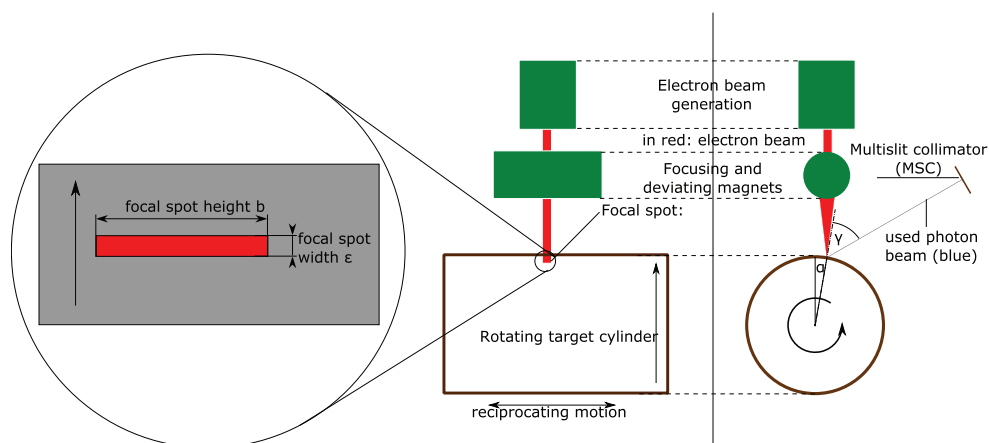 focal spot height b
focal spot
width ε
Electron beam
generation
in red: electron beam
Focusing and
deviating magnets
Focal spot:
Rotating target cylinder
reciprocating motion
Multislit collimator
(MSC)
γ
used photon
beam (blue)
α